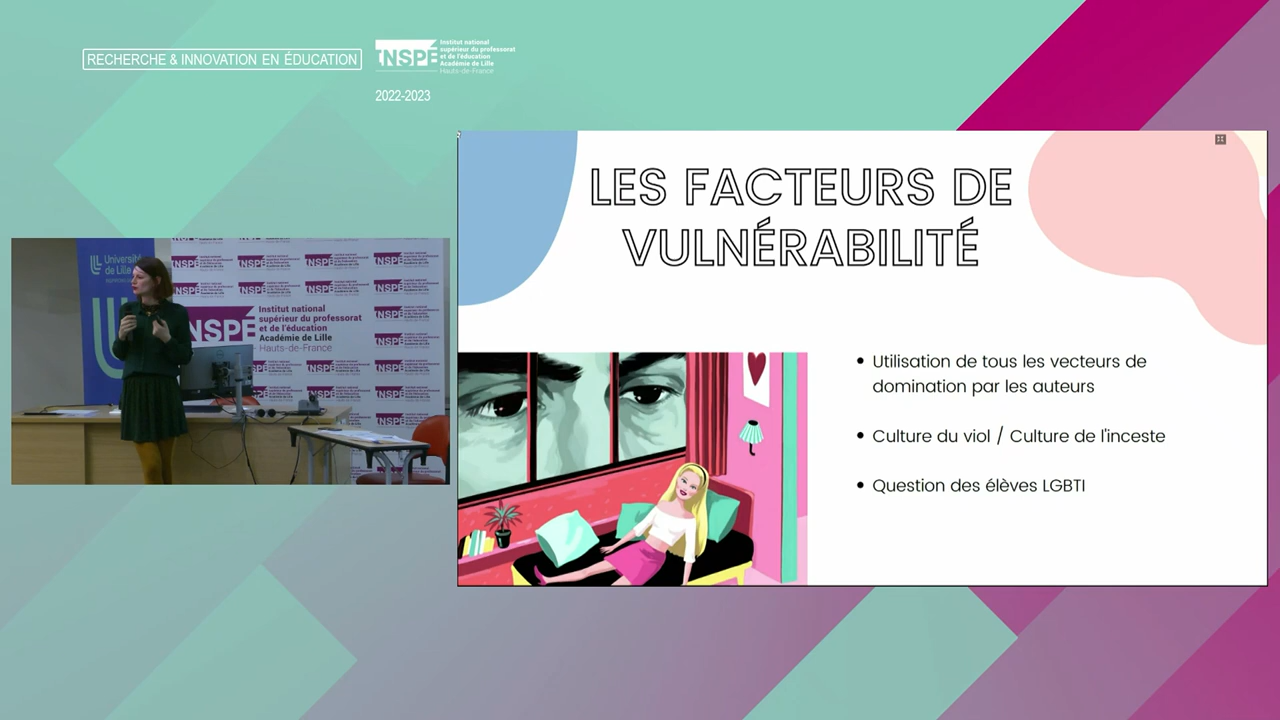 RECHERCHE & INNOVATION EN ÉDUCATION
INSPÉ
Institut national
supérieur du professorat
et de l'éducation
Académie de Lille
Hauts-de-France
2022-2023
LES FACTEURS DE
VULNÉRABILITÉ
• Utilisation de tous les vecteurs de
domination par les auteurs
• Culture du viol / Culture de l'inceste
• Question des élèves LGBTI
Université
de Lille
INSPÉ
Institut national
supérieur du professorat
et de l'éducation
Académie de Lille
Hauts-de-France